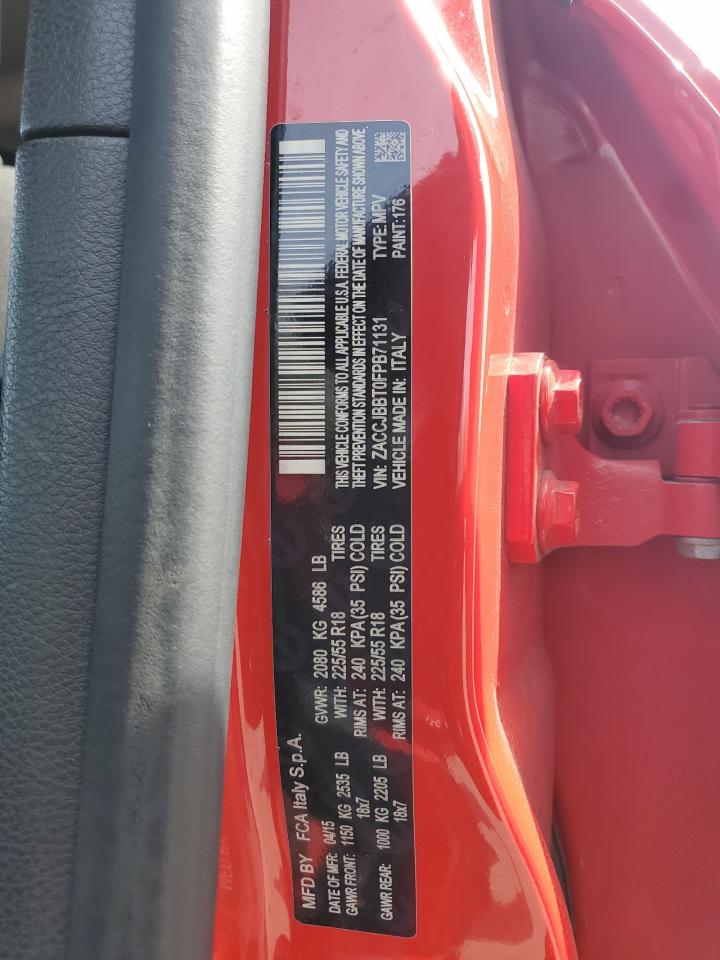 MFD BY FCA Italy S.p.A.
DATE OF MFR: 04/15 GVWR: 2080 KG 4586 LB
GAWR FRONT: 1150 KG 2535 LB WITH: 225/55 R18 TIRES
18x7 RIMS AT: 240 KPA (35 PSI) COLD
GAWR REAR: 1000 KG 2205 LB WITH: 225/55 R18 TIRES
18x7 RIMS AT: 240 KPA (35 PSI) COLD
THIS VEHICLE CONFORMS TO ALL APPLICABLE U.S.A. FEDERAL MOTOR VEHICLE SAFETY AND
THEFT PREVENTION STANDARDS IN EFFECT ON THE DATE OF MANUFACTURE SHOWN ABOVE.
VIN: ZACCJBBT0FPB71131 TYPE: MPV
VEHICLE MADE IN: ITALY PAINT: 176